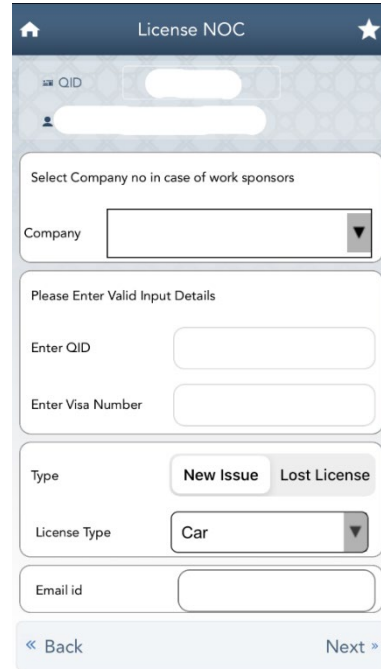 License NOC
QID
Select Company no in case of work sponsors
Company
Please Enter Valid Input Details
Enter QID
Enter Visa Number
Type New Issue Lost License
License Type Car
Email id
« Back Next »